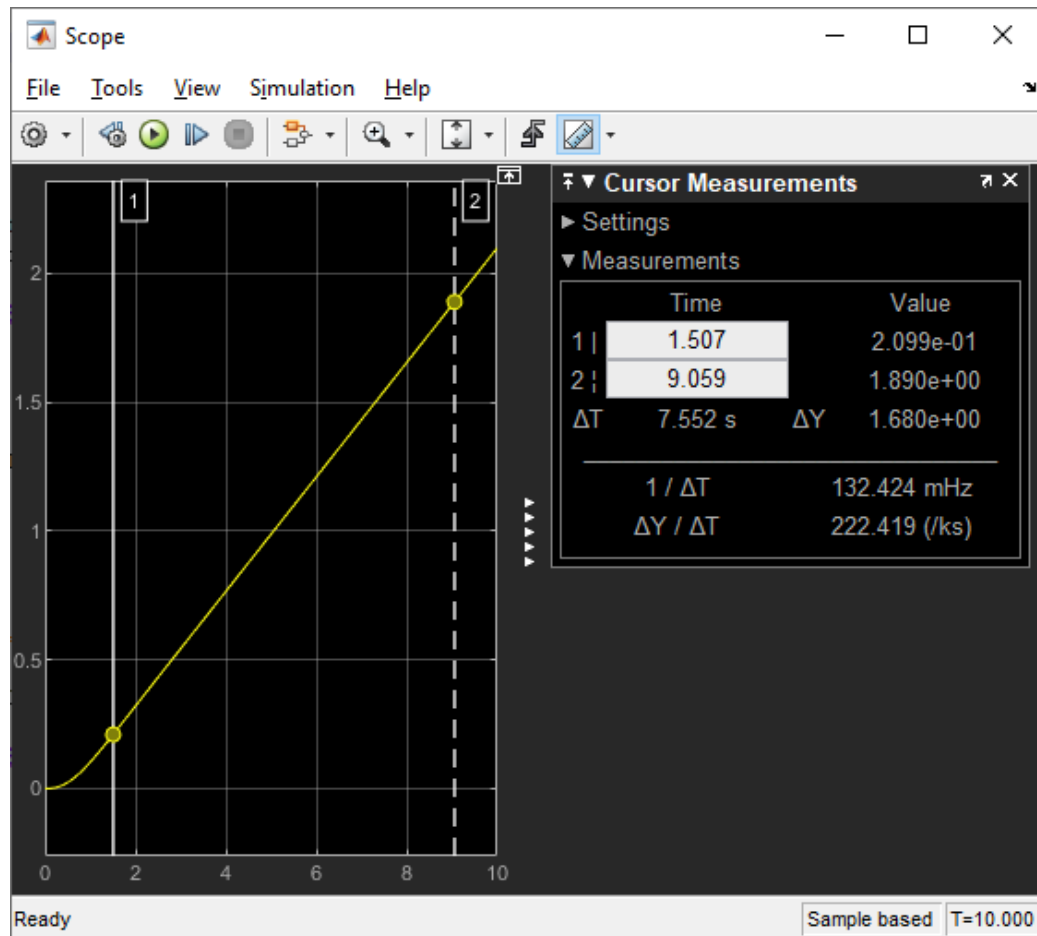 Scope
File Tools View Simulation Help
1
2
2
1.5
1
0.5
0
0 2 4 6 8 10
Cursor Measurements
Settings
Measurements
Time Value
1 | 1.507 2.099e-01
2 ¦ 9.059 1.890e+00
ΔT 7.552 s ΔY 1.680e+00
1 / ΔT 132.424 mHz
ΔY / ΔT 222.419 (/ks)
Ready Sample based T=10.000